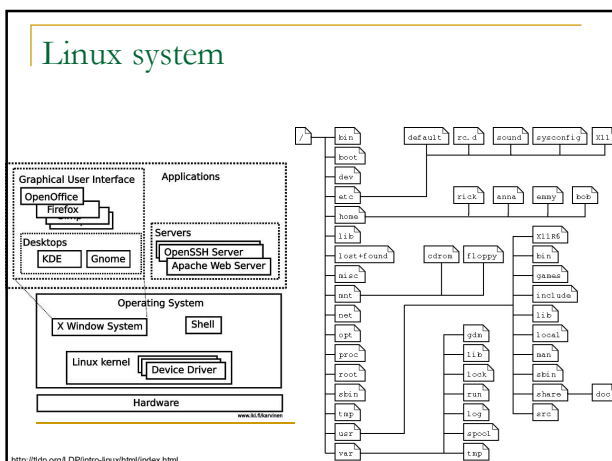 Linux system
Graphical User Interface
Applications
OpenOffice
Firefox
Desktops
KDE
Gnome
Servers
OpenSSH Server
Apache Web Server
Operating System
X Window System
Shell
Linux kernel
Device Driver
Hardware
www.iki.fi/karvinen
http://tldp.org/LDP/intro-linux/html/index.html
/
bin
default
rc.d
sound
sysconfig
X11
boot
dev
etc
rick
anna
emmy
bob
home
lib
X11R6
lost+found
cdrom
floppy
bin
misc
games
mnt
include
net
lib
opt
gdm
local
proc
lib
man
root
lock
sbin
sbin
run
share
doc
tmp
log
src
usr
spool
var
tmp